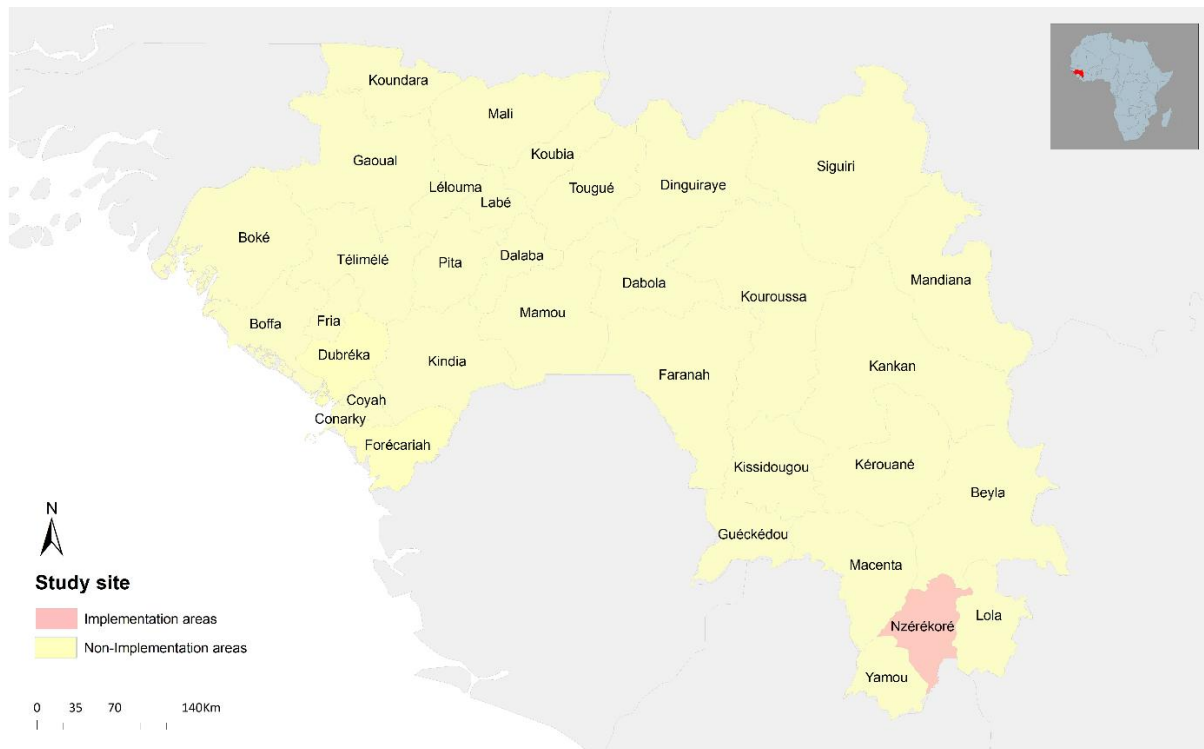 Koundara
Mali
Koubia
Gaoual
Siguiri
Lélouma
Tougué
Dinguiraye
Labé
Boké
Dalaba
Télimélé
Pita
Mandiana
Dabola
Kouroussa
Mamou
Fria
Boffa
Dubréka
Kindia
Kankan
Faranah
Coyah
Conarky
Forécariah
Kissidougou
Kérouané
Beyla
N
Guéckédou
Macenta
Study site
Implementation areas
Lola
Nzérékoré
Non-Implementation areas
Yamou
0 35 70 140Km